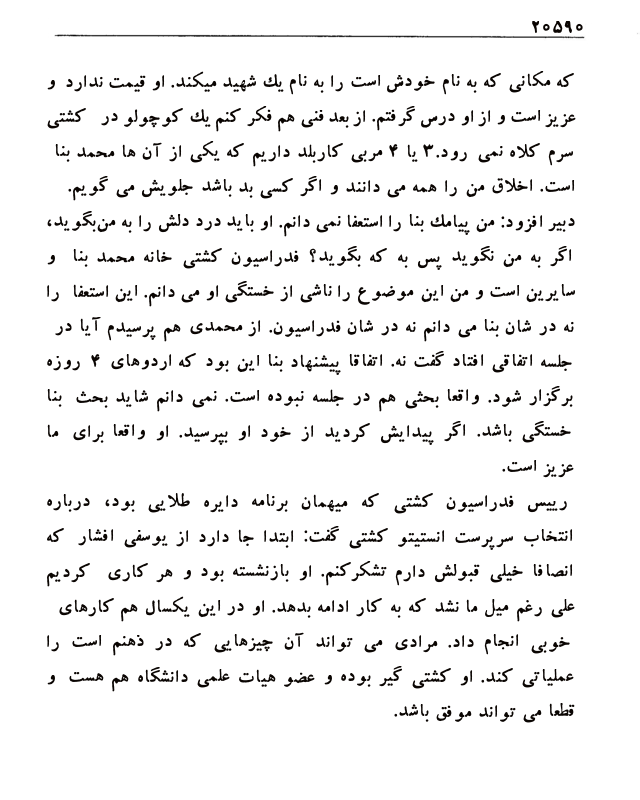 ۲۰۵۹۰
که مکانی که به نام خودش است را به نام یك شهید میکند. او قیمت ندارد و
عزیز است و از او درس گرفتم. از بعد فنی هم فکر کنم یك کوچولو در کشتی
سرم کلاه نمی رود.۳ یا ۴ مربی کاربلد داریم که یکی از آن ها محمد بنا
است. اخلاق من را همه می دانند و اگر کسی بد باشد جلویش می گویم.
دبیر افزود: من پیامك بنا را استعفا نمی دانم. او باید درد دلش را به من‌بگوید،
اگر به من نگوید پس به که بگوید؟ فدراسیون کشتی خانه محمد بنا و
سایرین است و من این موضوع را ناشی از خستگی او می دانم. این استعفا را
نه در شان بنا می دانم نه در شان فدراسیون. از محمدی هم پرسیدم آیا در
جلسه اتفاقی افتاد گفت نه. اتفاقا پیشنهاد بنا این بود که اردوهای ۴ روزه
برگزار شود. واقعا بحثی هم در جلسه نبوده است. نمی دانم شاید بحث بنا
خستگی باشد. اگر پیدایش کردید از خود او بپرسید. او واقعا برای ما
عزیز است.
رییس فدراسیون کشتی که میهمان برنامه دایره طلایی بود، درباره
انتخاب سرپرست انستیتو کشتی گفت: ابتدا جا دارد از یوسفی افشار که
انصافا خیلی قبولش دارم تشکرکنم. او بازنشسته بود و هر کاری کردیم
علی رغم میل ما نشد که به کار ادامه بدهد. او در این یکسال هم کارهای
خوبی انجام داد. مرادی می تواند آن چیزهایی که در ذهنم است را
عملیاتی کند. او کشتی گیر بوده و عضو هیات علمی دانشگاه هم هست و
قطعا می تواند موفق باشد.